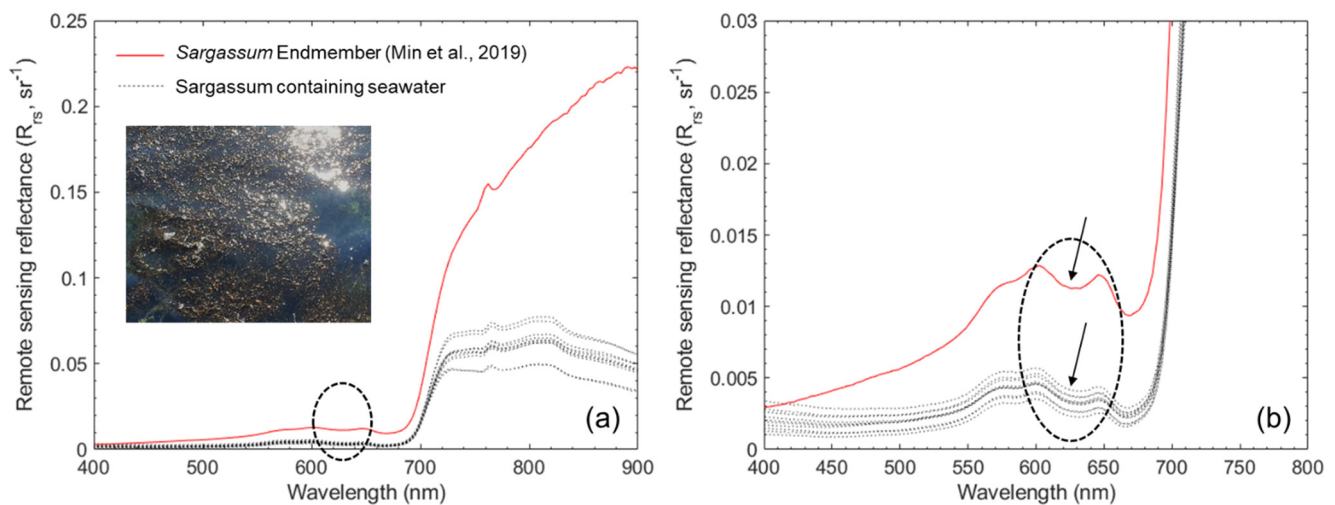 Remote sensing reflectance (Rrs, sr-1)
0.25
0.2
0.15
0.1
0.05
0
Sargassum Endmember (Min et al., 2019)
Sargassum containing seawater
(a)
400 500 600 700 800 900
Wavelength (nm)
Remote sensing reflectance (Rrs, sr-1)
0.03
0.025
0.02
0.015
0.01
0.005
0
(b)
400 450 500 550 600 650 700 750 800
Wavelength (nm)